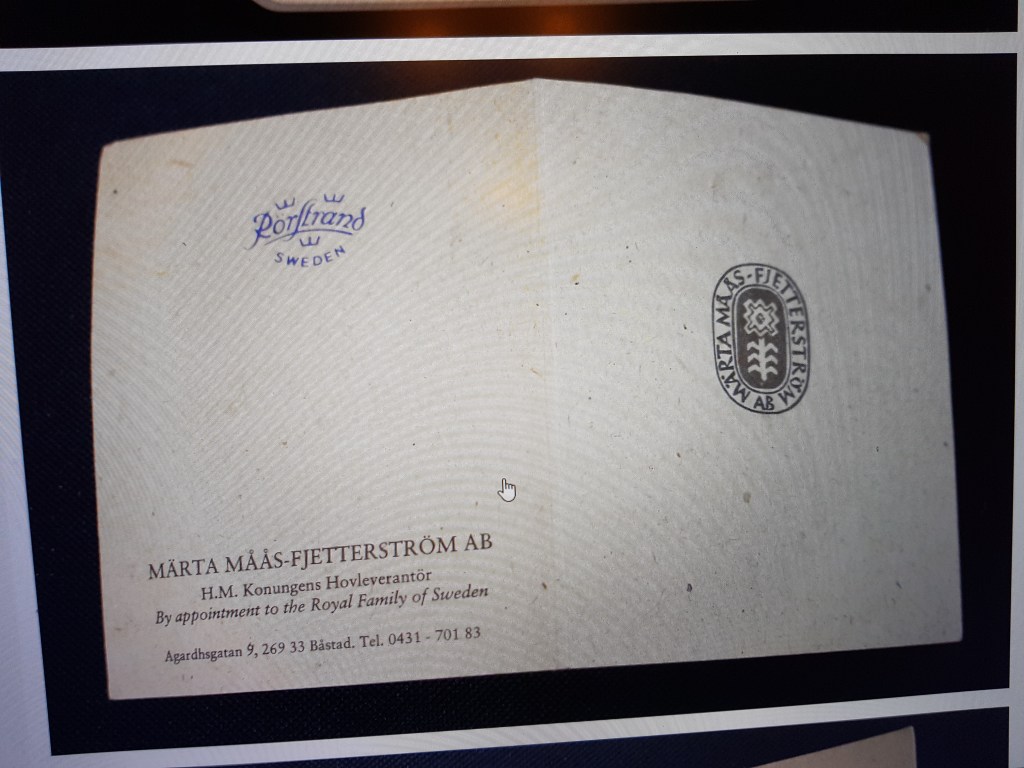 Rörstrand
SWEDEN
MÄRTA MÅÅS-FJETTERSTRÖM
AB
MÄRTA MÅÅS-FJETTERSTRÖM AB
H.M. Konungens Hovleverantör
By appointment to the Royal Family of Sweden
Agardhsgatan 9, 269 33 Båstad. Tel. 0431 - 701 83